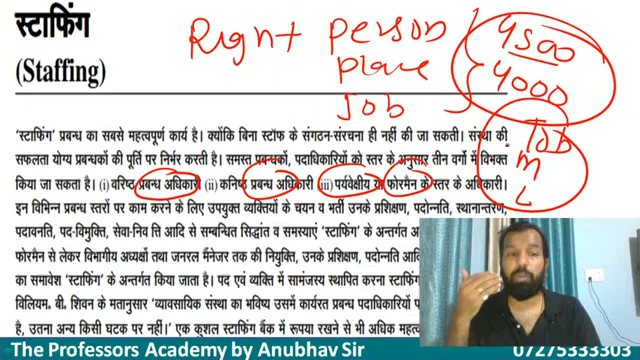 स्टाफिंग
(Staffing)
Right person
place
Job
4500
4000
Job
M
L
'स्टाफिंग' प्रबन्ध का सबसे महत्वपूर्ण कार्य है। क्योंकि बिना स्टॉफ के संगठन-संरचना ही नहीं की जा सकती। संस्था की
सफलता योग्य प्रबन्धकों की पूर्ति पर निर्भर करती है। समस्त प्रबन्धकों, पदाधिकारियों को स्तर के अनुसार तीन वर्गो में विभक्त
किया जा सकता है। (i) वरिष्ठ प्रबन्ध अधिकारी (ii) कनिष्ठ प्रबन्ध अधिकारी (iii) पर्यवेक्षीय या फोरमैन के स्तर के अधिकारी।
इन विभिन्न प्रबन्ध स्तरों पर काम करने के लिए उपयुक्त व्यक्तियों के चयन व भर्ती उनके प्रशिक्षण, पदोन्नति, स्थानान्तरण,
पदावनति, पद-विमुक्ति, सेवा-निवृत्ति आदि से सम्बन्धित सिद्धांत व समस्याएं 'स्टाफिंग' के अन्तर्गत
फोरमैन से लेकर विभागीय अध्यक्षों तथा जनरल मैनेजर तक की नियुक्ति, उनके प्रशिक्षण, पदोन्नति
का समावेश 'स्टाफिंग' के अन्तर्गत किया जाता है। पद एवं व्यक्ति में सामंजस्य स्थापित करना स्टाफिंग
विलियम. बी. शिवन के मतानुसार 'व्यावसायिक संस्था का भविष्य उसमें कार्यरत प्रबन्ध पदाधिकारियों
है, उतना अन्य किसी घटक पर नहीं।' एक कुशल स्टाफिंग बैंक में रूपया रखने से भी अधिक
The Professors Academy by Anubhav Sir 07275333303